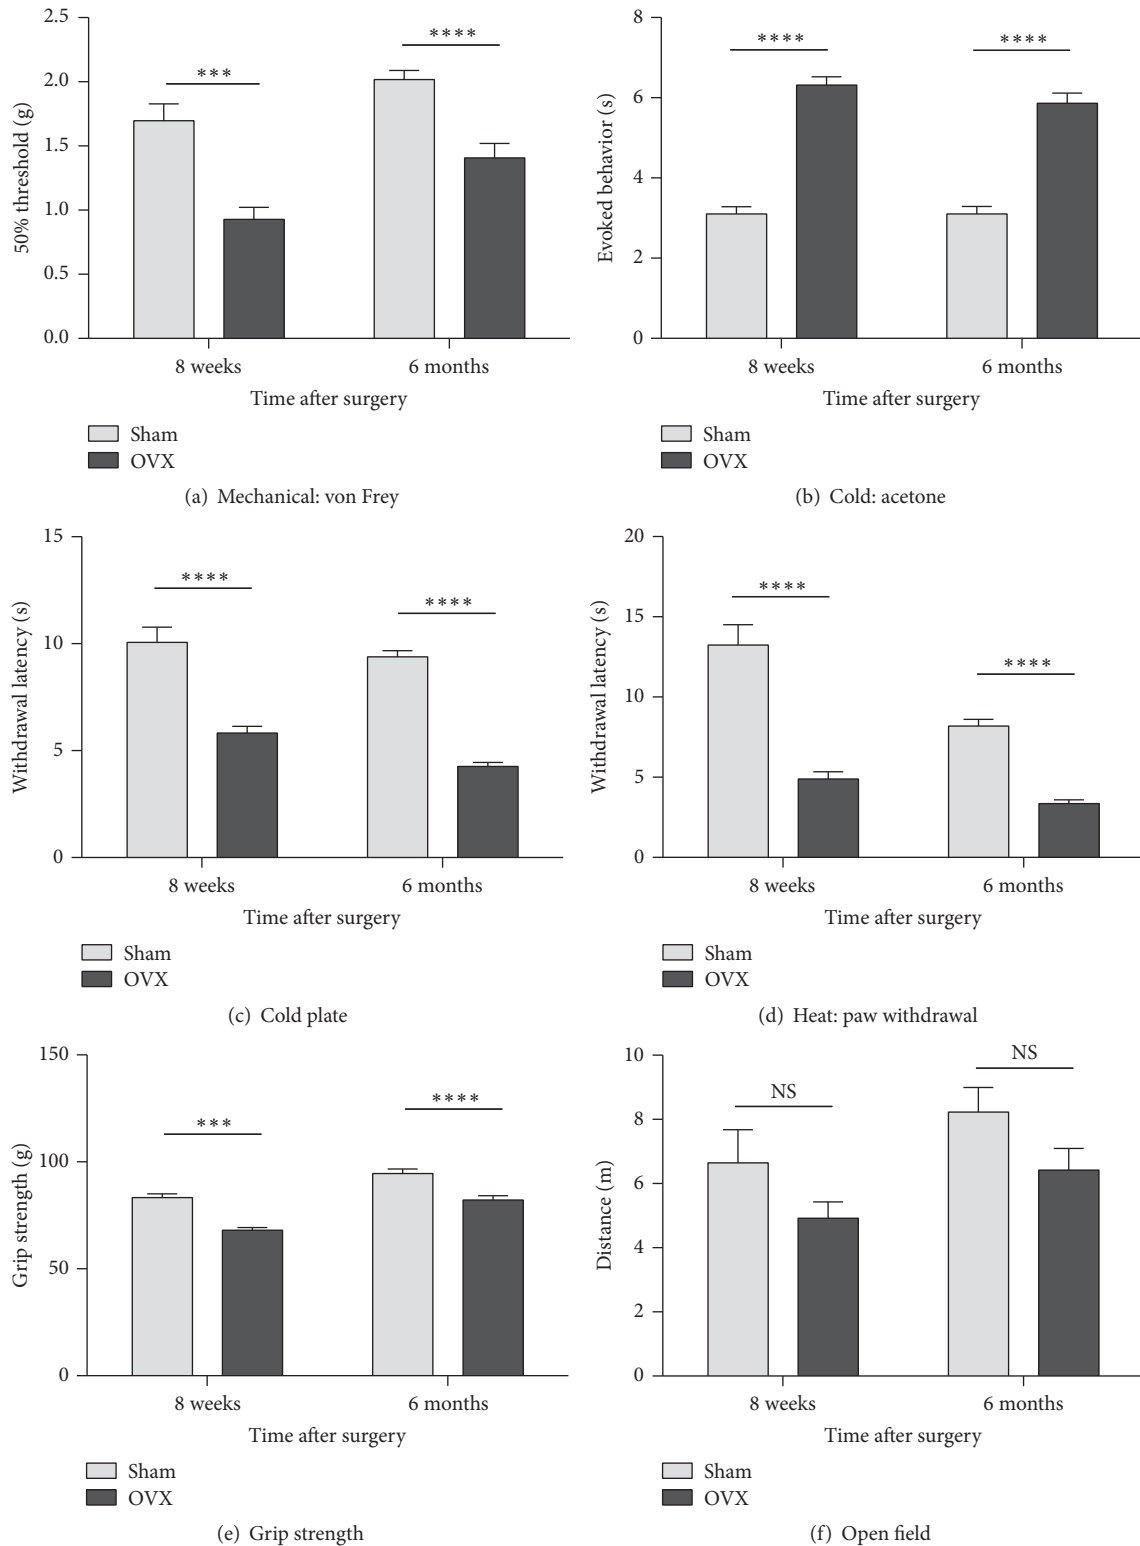 2.5
2.0
1.5
1.0
0.5
0.0
50% threshold (g)
***
****
8 weeks
6 months
Time after surgery
Sham
OVX
(a) Mechanical: von Frey
8
6
4
2
0
Evoked behavior (s)
****
****
8 weeks
6 months
Time after surgery
Sham
OVX
(b) Cold: acetone
15
10
5
0
Withdrawal latency (s)
****
****
8 weeks
6 months
Time after surgery
Sham
OVX
(c) Cold plate
20
15
10
5
0
Withdrawal latency (s)
****
****
8 weeks
6 months
Time after surgery
Sham
OVX
(d) Heat: paw withdrawal
150
100
50
0
Grip strength (g)
***
****
8 weeks
6 months
Time after surgery
Sham
OVX
(e) Grip strength
10
8
6
4
2
0
Distance (m)
NS
NS
8 weeks
6 months
Time after surgery
Sham
OVX
(f) Open field